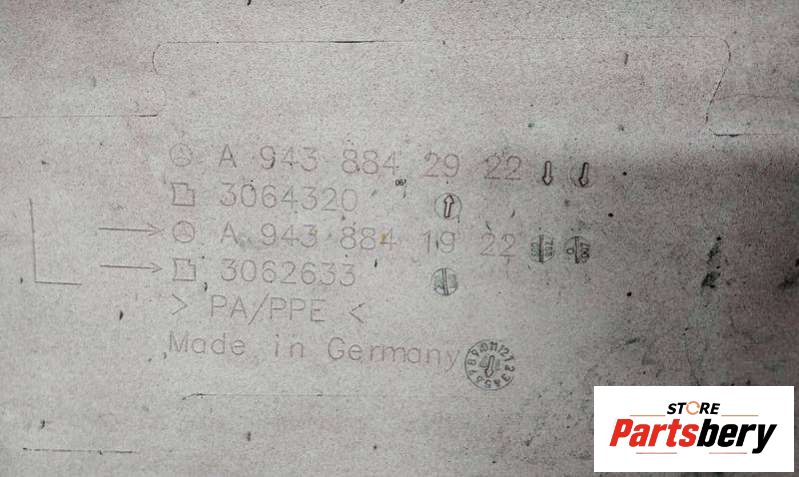 A 943 884 29 22
3064320
A 943 884 19 22
3062633
> PA/PPE <
Made in Germany
STORE
Partsbery